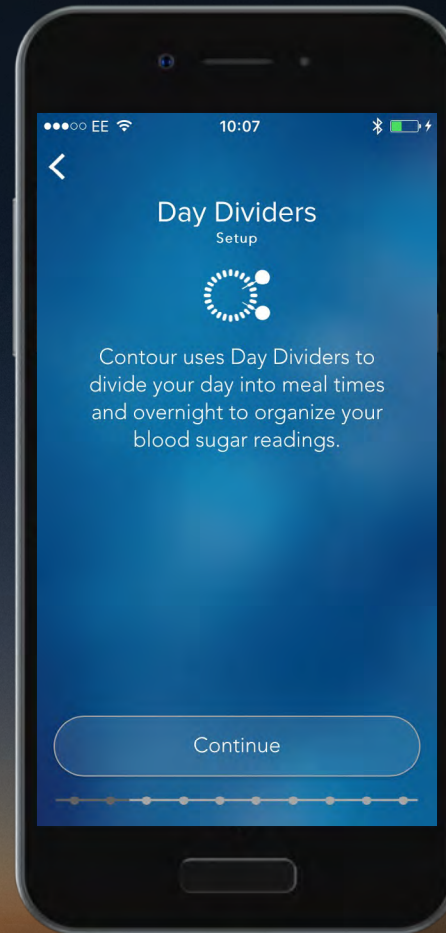 EE 10:07
Day Dividers
Setup
Contour uses Day Dividers to
divide your day into meal times
and overnight to organize your
blood sugar readings.
Continue